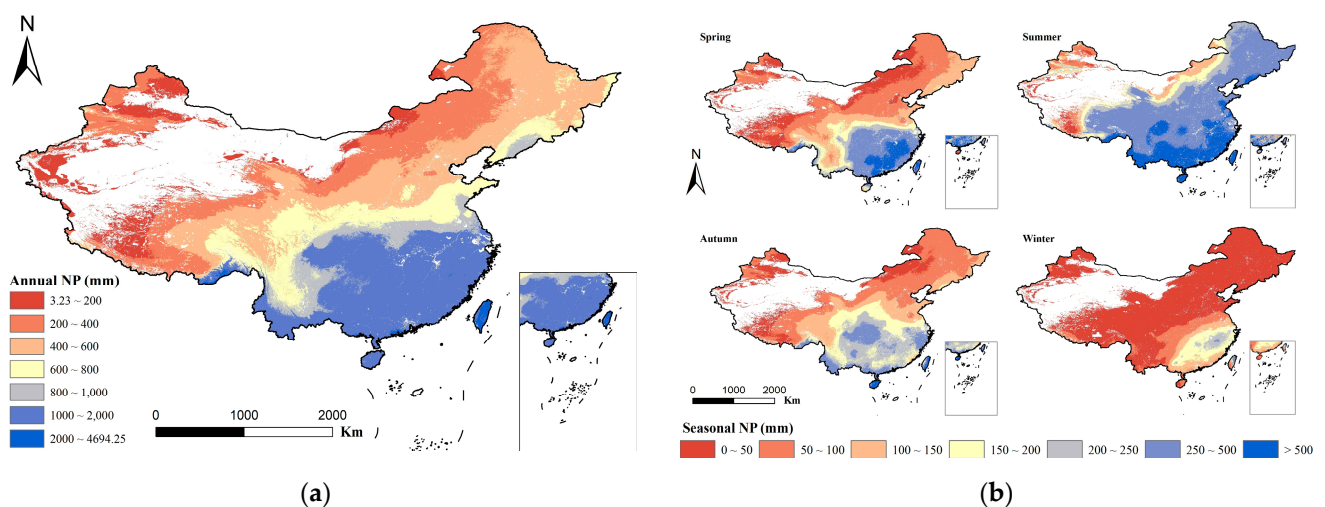 N
Annual NP (mm)
3.23 ~ 200
200 ~ 400
400 ~ 600
600 ~ 800
800 ~ 1,000
1000 ~ 2,000
2000 ~ 4694.25
0 1000 2000
Km
(a)
Spring
Summer
N
Autumn
Winter
0 1000 2000
Km
Seasonal NP (mm)
0 ~ 50 50 ~ 100 100 ~ 150 150 ~ 200 200 ~ 250 250 ~ 500 > 500
(b)